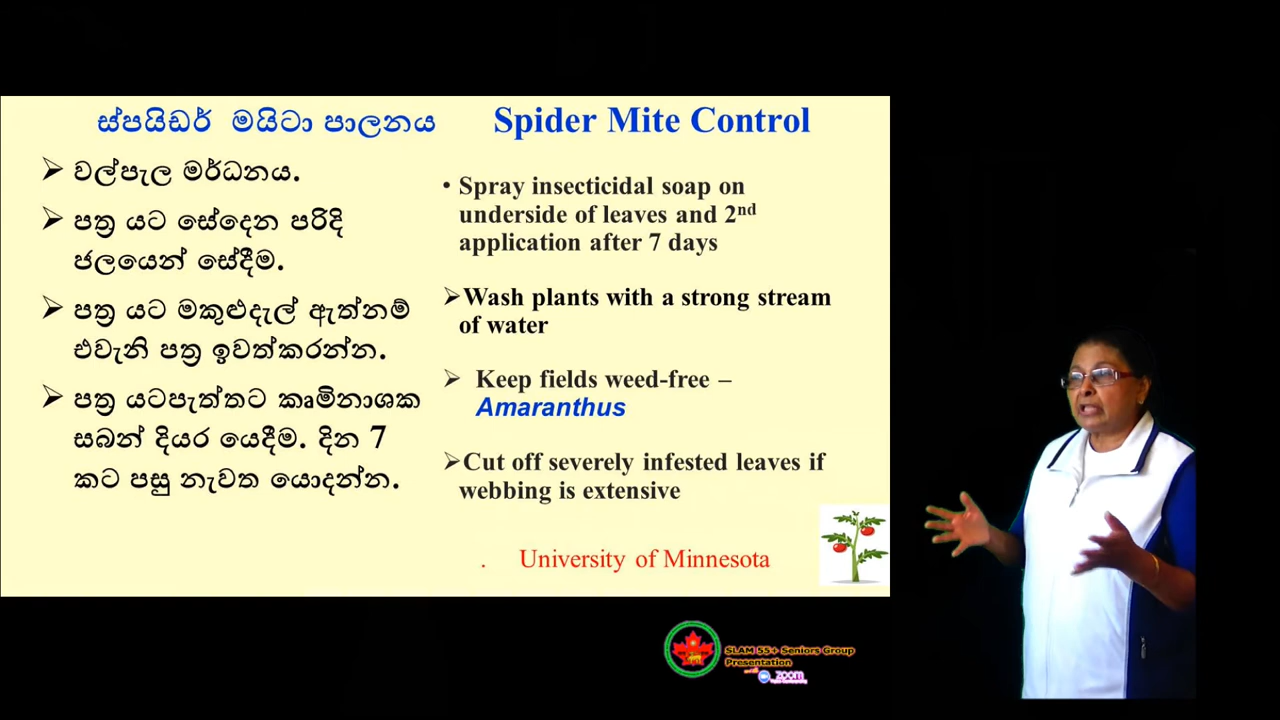 ස්පයිඩර් මයිටා පාලනය
➢ වල්පැල මර්ධනය.
➢ පත්‍ර යට සේදෙන පරිදි
ජලයෙන් සේදීම.
➢ පත්‍ර යට මකුළුදැල් ඇත්නම්
එවැනි පත්‍ර ඉවත්කරන්න.
➢ පත්‍ර යටපැත්තට කෘමිනාශක
සබන් දියර යෙදීම. දින 7
කට පසු නැවත යොදන්න.
Spider Mite Control
• Spray insecticidal soap on
underside of leaves and 2nd
application after 7 days
➢Wash plants with a strong stream
of water
➢ Keep fields weed-free –
Amaranthus
➢Cut off severely infested leaves if
webbing is extensive
. University of Minnesota
SLAM 55+ Seniors Group
Presentation
zoom